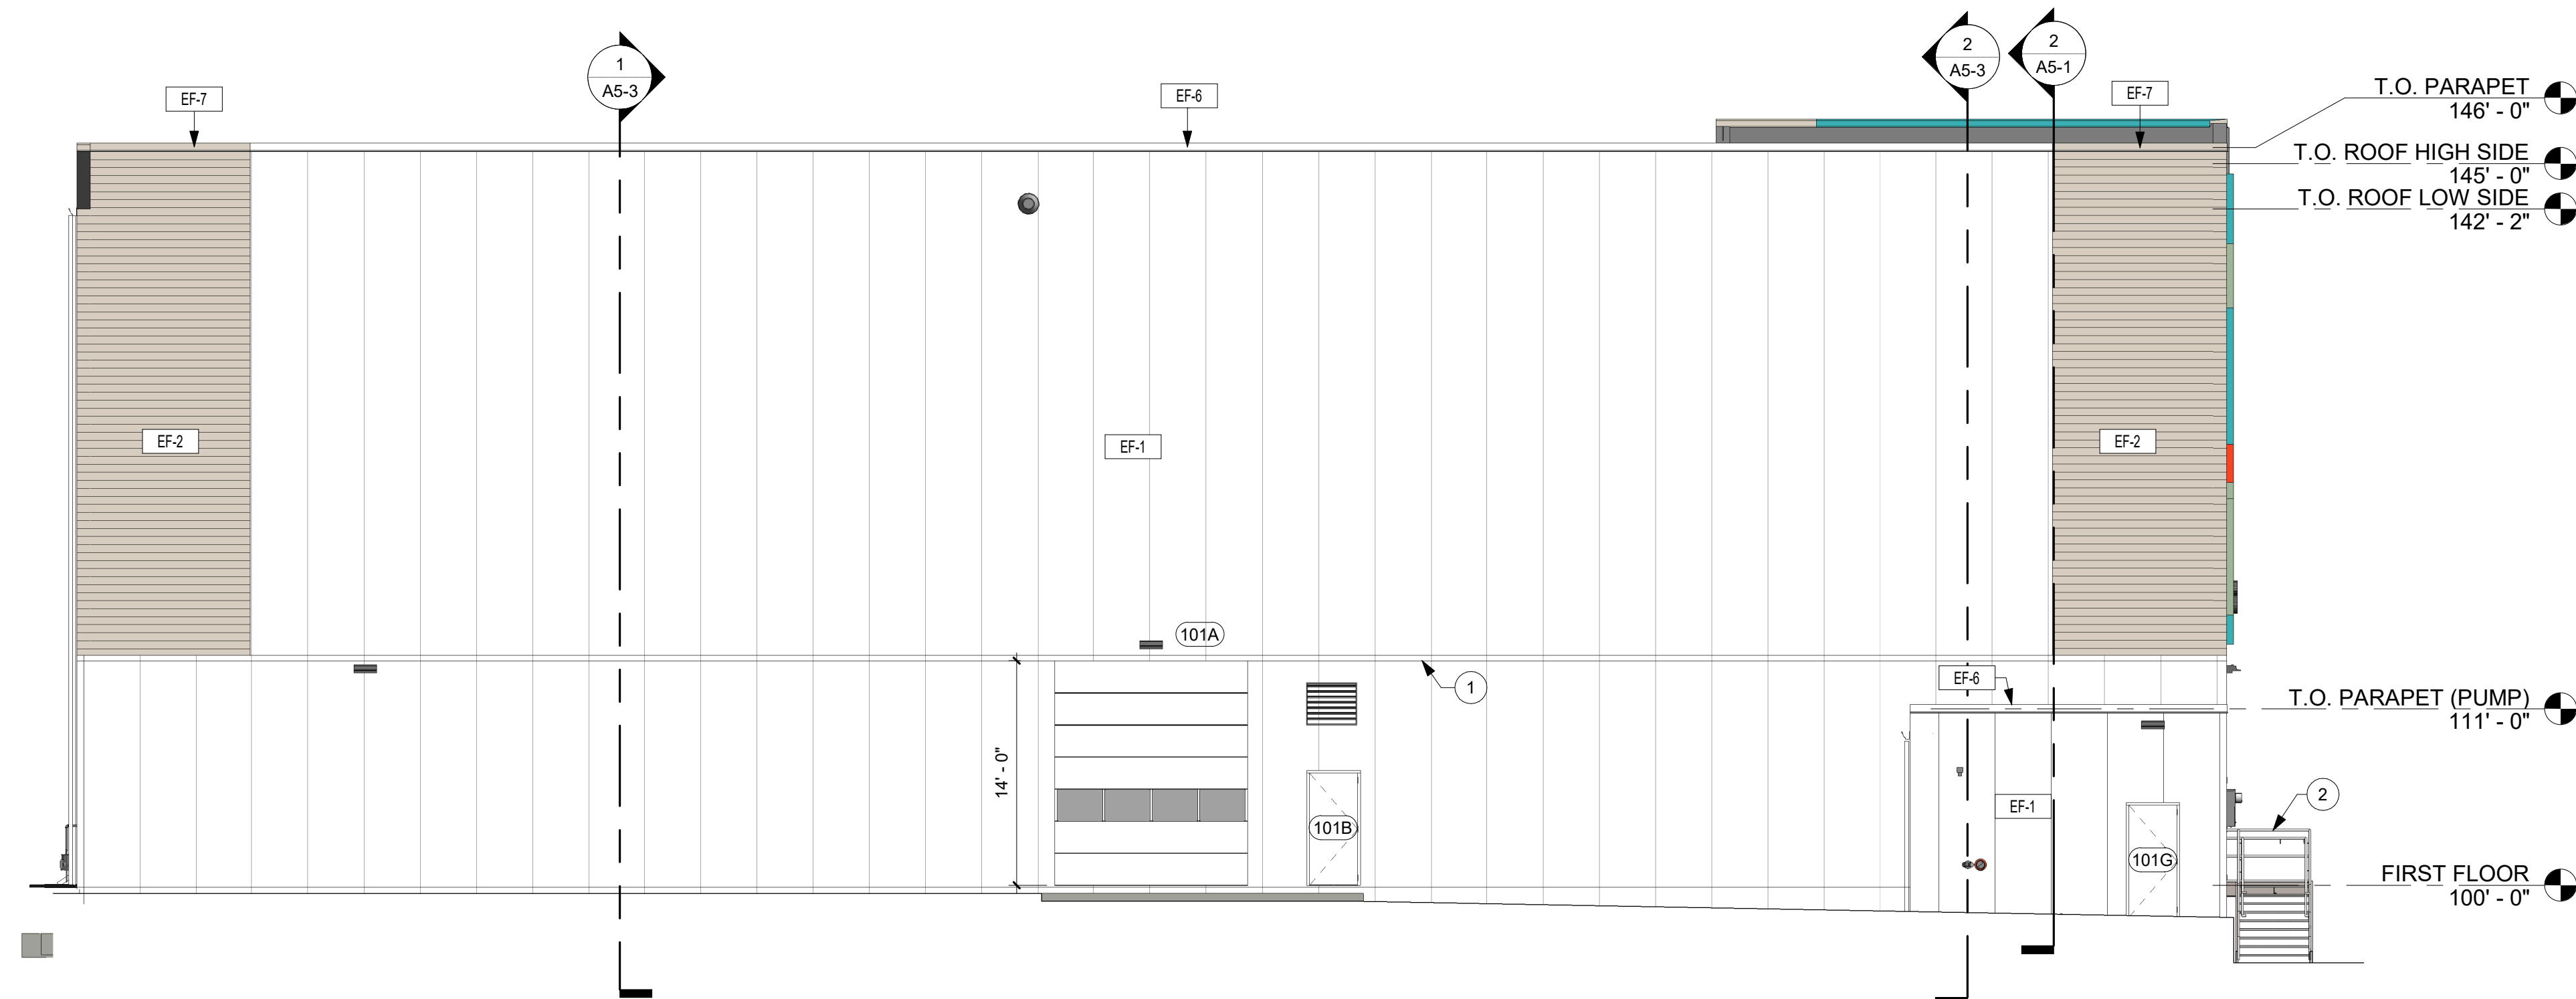 1
A5-3
2
A5-3
2
A5-1
EF-7
EF-6
EF-7
T.O. PARAPET
146' - 0"
T.O. ROOF HIGH SIDE
145' - 0"
T.O. ROOF LOW SIDE
142' - 2"
EF-2
EF-1
EF-2
101A
1
EF-6
T.O. PARAPET (PUMP)
111' - 0"
14' - 0"
101B
EF-1
2
101G
FIRST FLOOR
100' - 0"